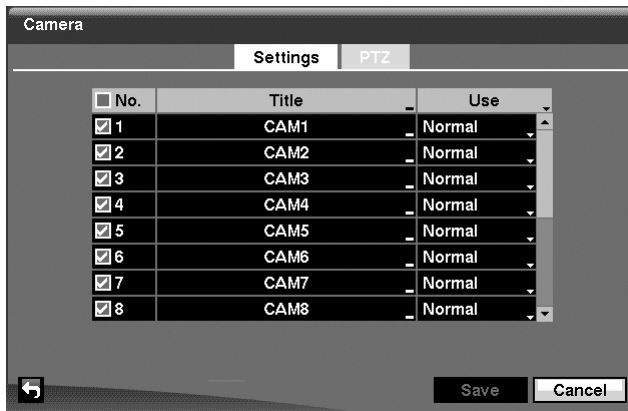 Camera
Settings PTZ
No. Title Use
1 CAM1 Normal
2 CAM2 Normal
3 CAM3 Normal
4 CAM4 Normal
5 CAM5 Normal
6 CAM6 Normal
7 CAM7 Normal
8 CAM8 Normal
Save Cancel